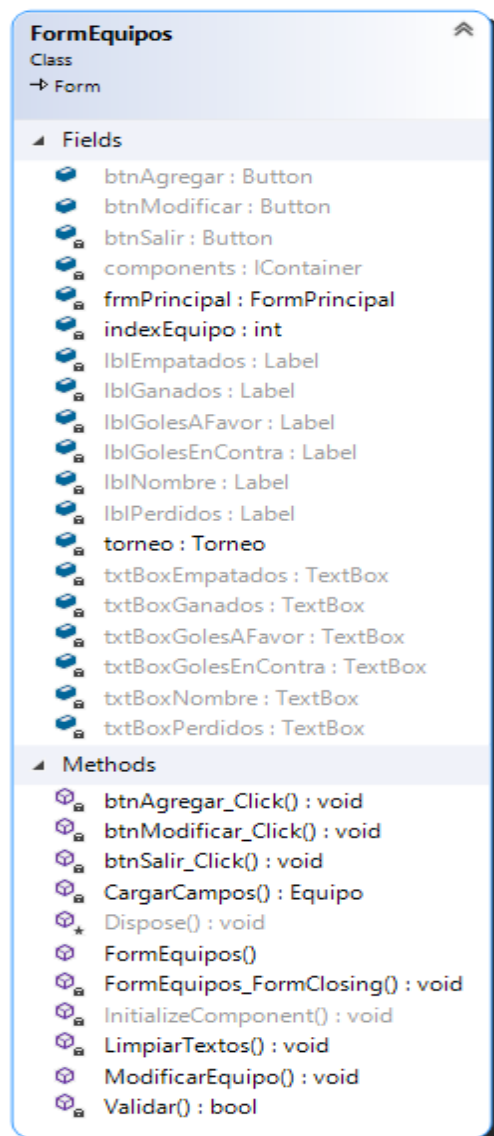 FormEquipos
Class
Form
Fields
btnAgregar : Button
btnModificar : Button
btnSalir : Button
components : IContainer
frmPrincipal : FormPrincipal
indexEquipo : int
lblEmpatados : Label
lblGanados : Label
lblGolesAFavor : Label
lblGolesEnContra : Label
lblNombre : Label
lblPerdidos : Label
torneo : Torneo
txtBoxEmpatados : TextBox
txtBoxGanados : TextBox
txtBoxGolesAFavor : TextBox
txtBoxGolesEnContra : TextBox
txtBoxNombre : TextBox
txtBoxPerdidos : TextBox
Methods
btnAgregar_Click() : void
btnModificar_Click() : void
btnSalir_Click() : void
CargarCampos() : Equipo
Dispose() : void
FormEquipos()
FormEquipos_FormClosing() : void
InitializeComponent() : void
LimpiarTextos() : void
ModificarEquipo() : void
Validar() : bool